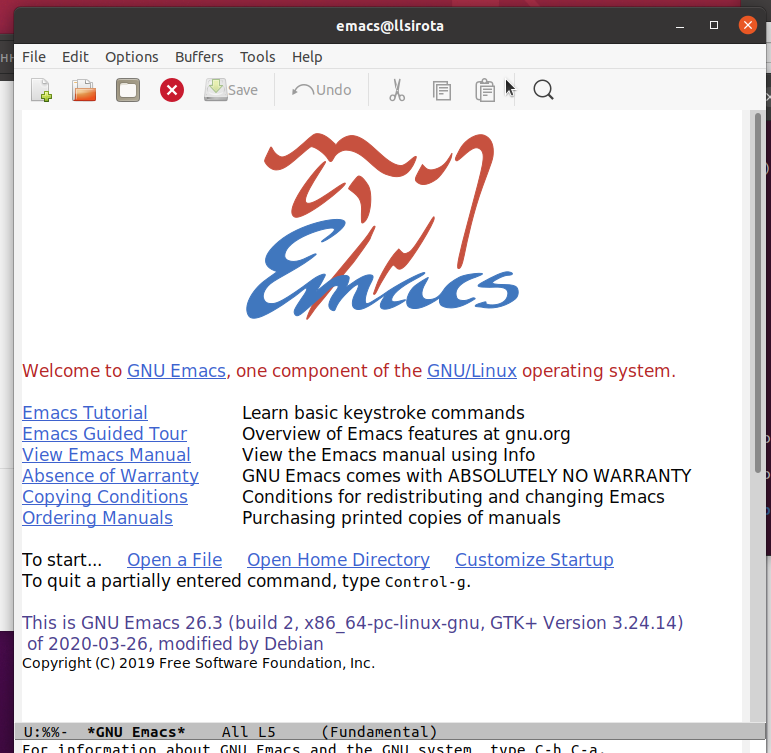 emacs@llsirota
File Edit Options Buffers Tools Help
Save Undo
Emacs
Welcome to GNU Emacs, one component of the GNU/Linux operating system.
Emacs Tutorial Learn basic keystroke commands
Emacs Guided Tour Overview of Emacs features at gnu.org
View Emacs Manual View the Emacs manual using Info
Absence of Warranty GNU Emacs comes with ABSOLUTELY NO WARRANTY
Copying Conditions Conditions for redistributing and changing Emacs
Ordering Manuals Purchasing printed copies of manuals
To start... Open a File Open Home Directory Customize Startup
To quit a partially entered command, type Control-g.
This is GNU Emacs 26.3 (build 2, x86_64-pc-linux-gnu, GTK+ Version 3.24.14)
of 2020-03-26, modified by Debian
Copyright (C) 2019 Free Software Foundation, Inc.
U:%%- *GNU Emacs* All L5 (Fundamental)
For information about GNU Emacs and the GNU system, type C-h C-a.